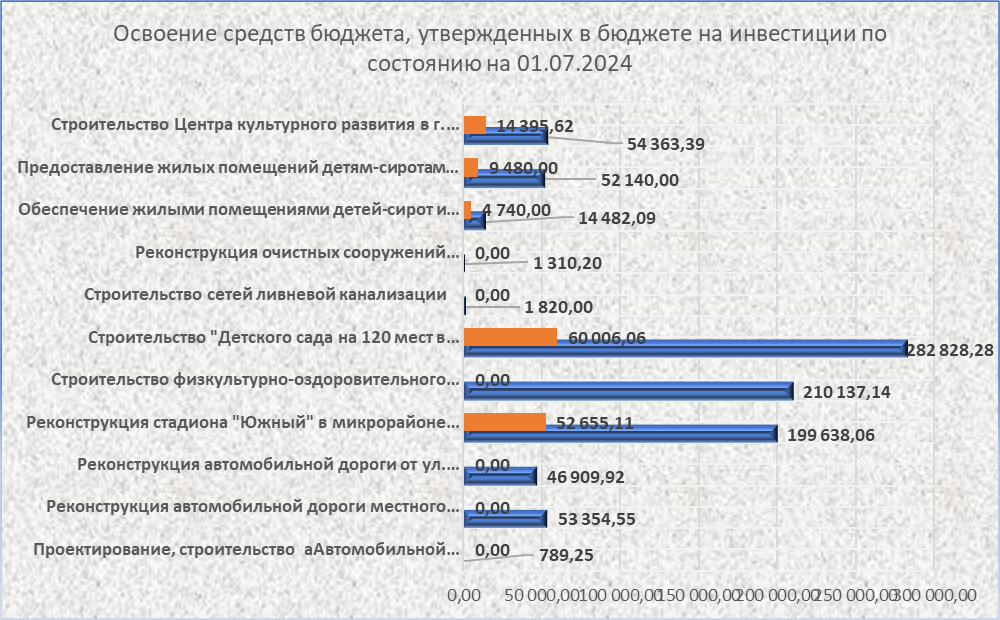 Освоение средств бюджета, утвержденных в бюджете на инвестиции по
состоянию на 01.07.2024
Строительство Центра культурного развития в г.…
14 395,62
54 363,39
Предоставление жилых помещений детям-сиротам…
9 480,00
52 140,00
Обеспечение жилыми помещениями детей-сирот и…
4 740,00
14 482,09
Реконструкция очистных сооружений…
0,00
1 310,20
Строительство сетей ливневой канализации
0,00
1 820,00
Строительство "Детского сада на 120 мест в…
60 006,06
282 828,28
Строительство физкультурно-оздоровительного…
0,00
210 137,14
Реконструкция стадиона "Южный" в микрорайоне…
52 655,11
199 638,06
Реконструкция автомобильной дороги от ул.…
0,00
46 909,92
Реконструкция автомобильной дороги местного…
0,00
53 354,55
Проектирование, строительство аАвтомобильной…
0,00
789,25
0,00 50 000,00 100 000,00 150 000,00 200 000,00 250 000,00 300 000,00